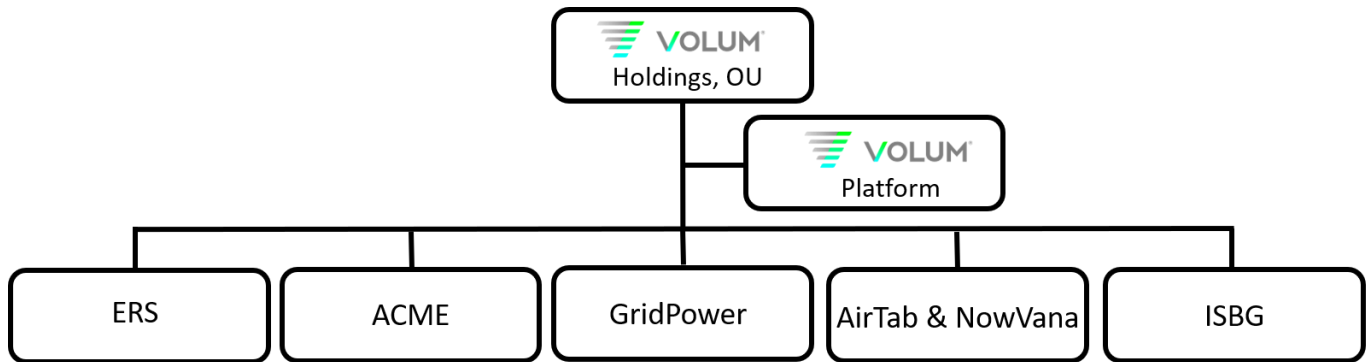 VOLUM®
Holdings, OU
VOLUM®
Platform
ERS
ACME
GridPower
AirTab & NowVana
ISBG